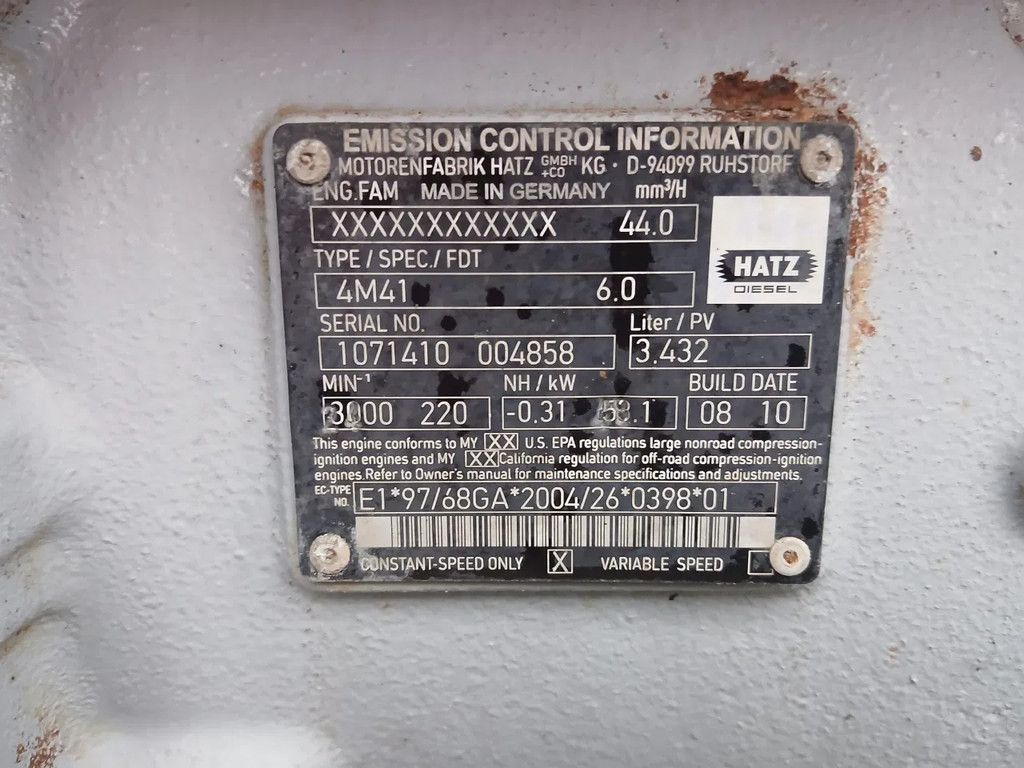 EMISSION CONTROL INFORMATION
MOTORENFABRIK HATZ GMBH +CO KG · D-94099 RUHSTORF
ENG.FAM MADE IN GERMANY mm³/H
XXXXXXXXXXXX 44.0
HATZ
DIESEL
TYPE / SPEC./ FDT
4M41 6.0
SERIAL NO. Liter / PV
1071410 004858 3.432
MIN⁻¹ NH / kW BUILD DATE
3000 220 -0.31 53.1 08 10
This engine conforms to MY XX U.S. EPA regulations large nonroad compression-
ignition engines and MY XX California regulation for off-road compression-ignition
engines. Refer to Owner's manual for maintenance specifications and adjustments.
EC-TYPE NO. E1*97/68GA*2004/26*0398*01
CONSTANT-SPEED ONLY X VARIABLE SPEED